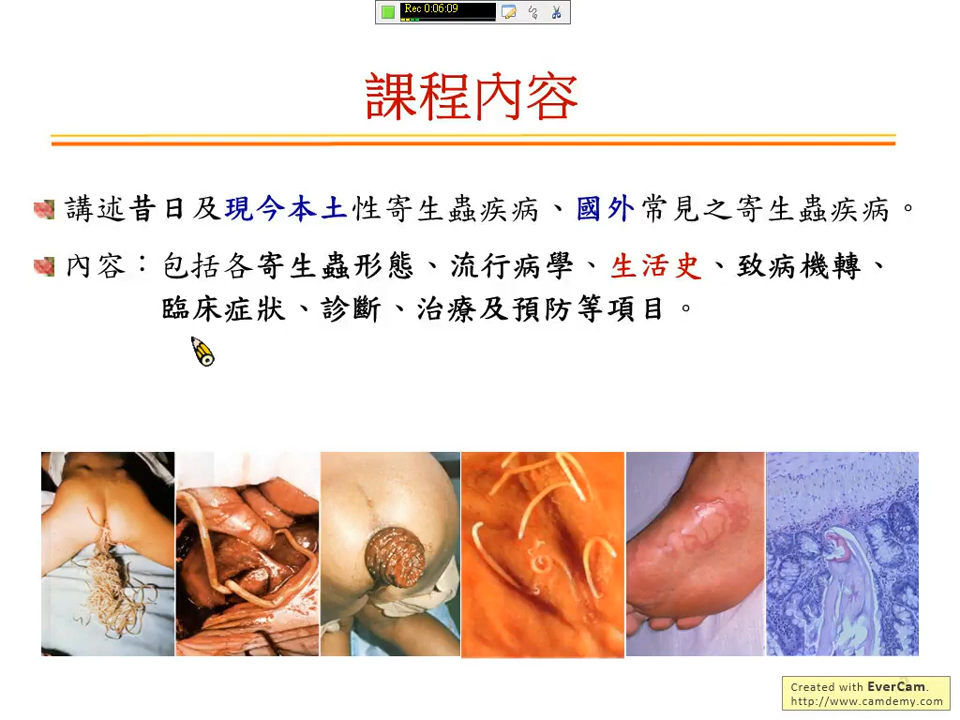 Rec 0:06:09
課程內容
講述昔日及現今本土性寄生蟲疾病、國外常見之寄生蟲疾病。
內容：包括各寄生蟲形態、流行病學、生活史、致病機轉、
臨床症狀、診斷、治療及預防等項目。
Created with EverCam.
http://www.camdemy.com